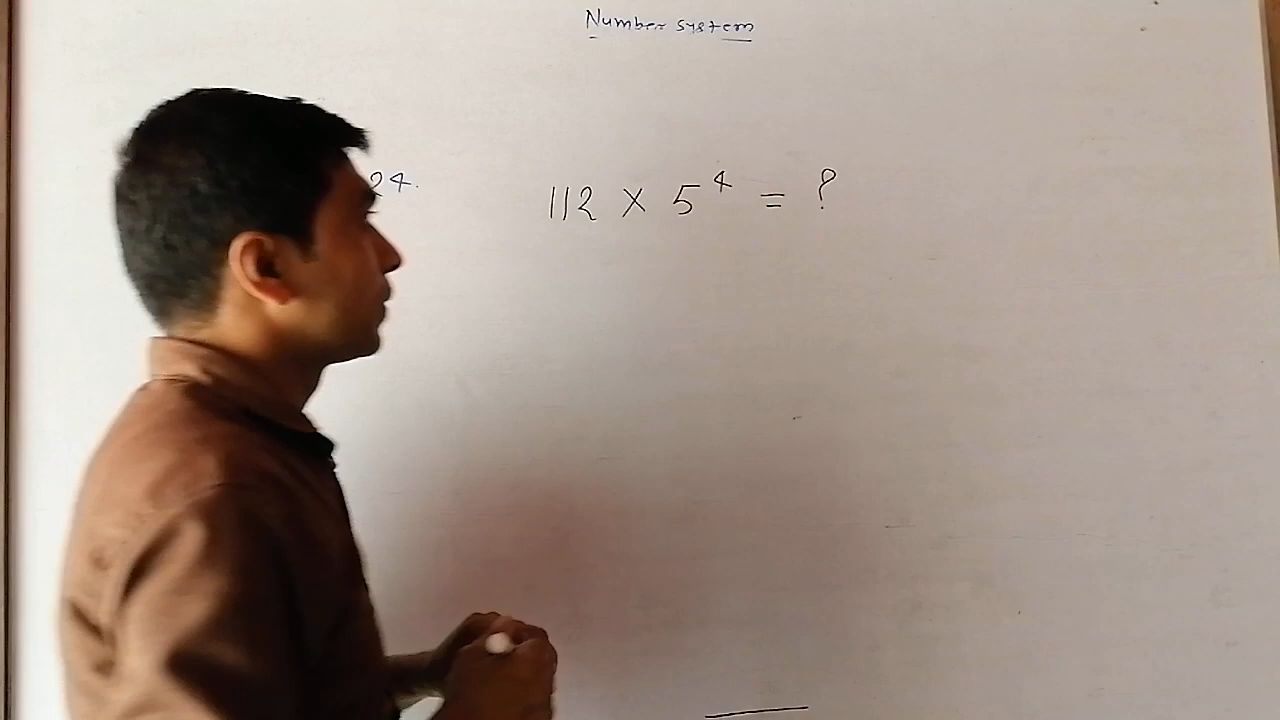 Number system
24. 112 × 5⁴ = ?